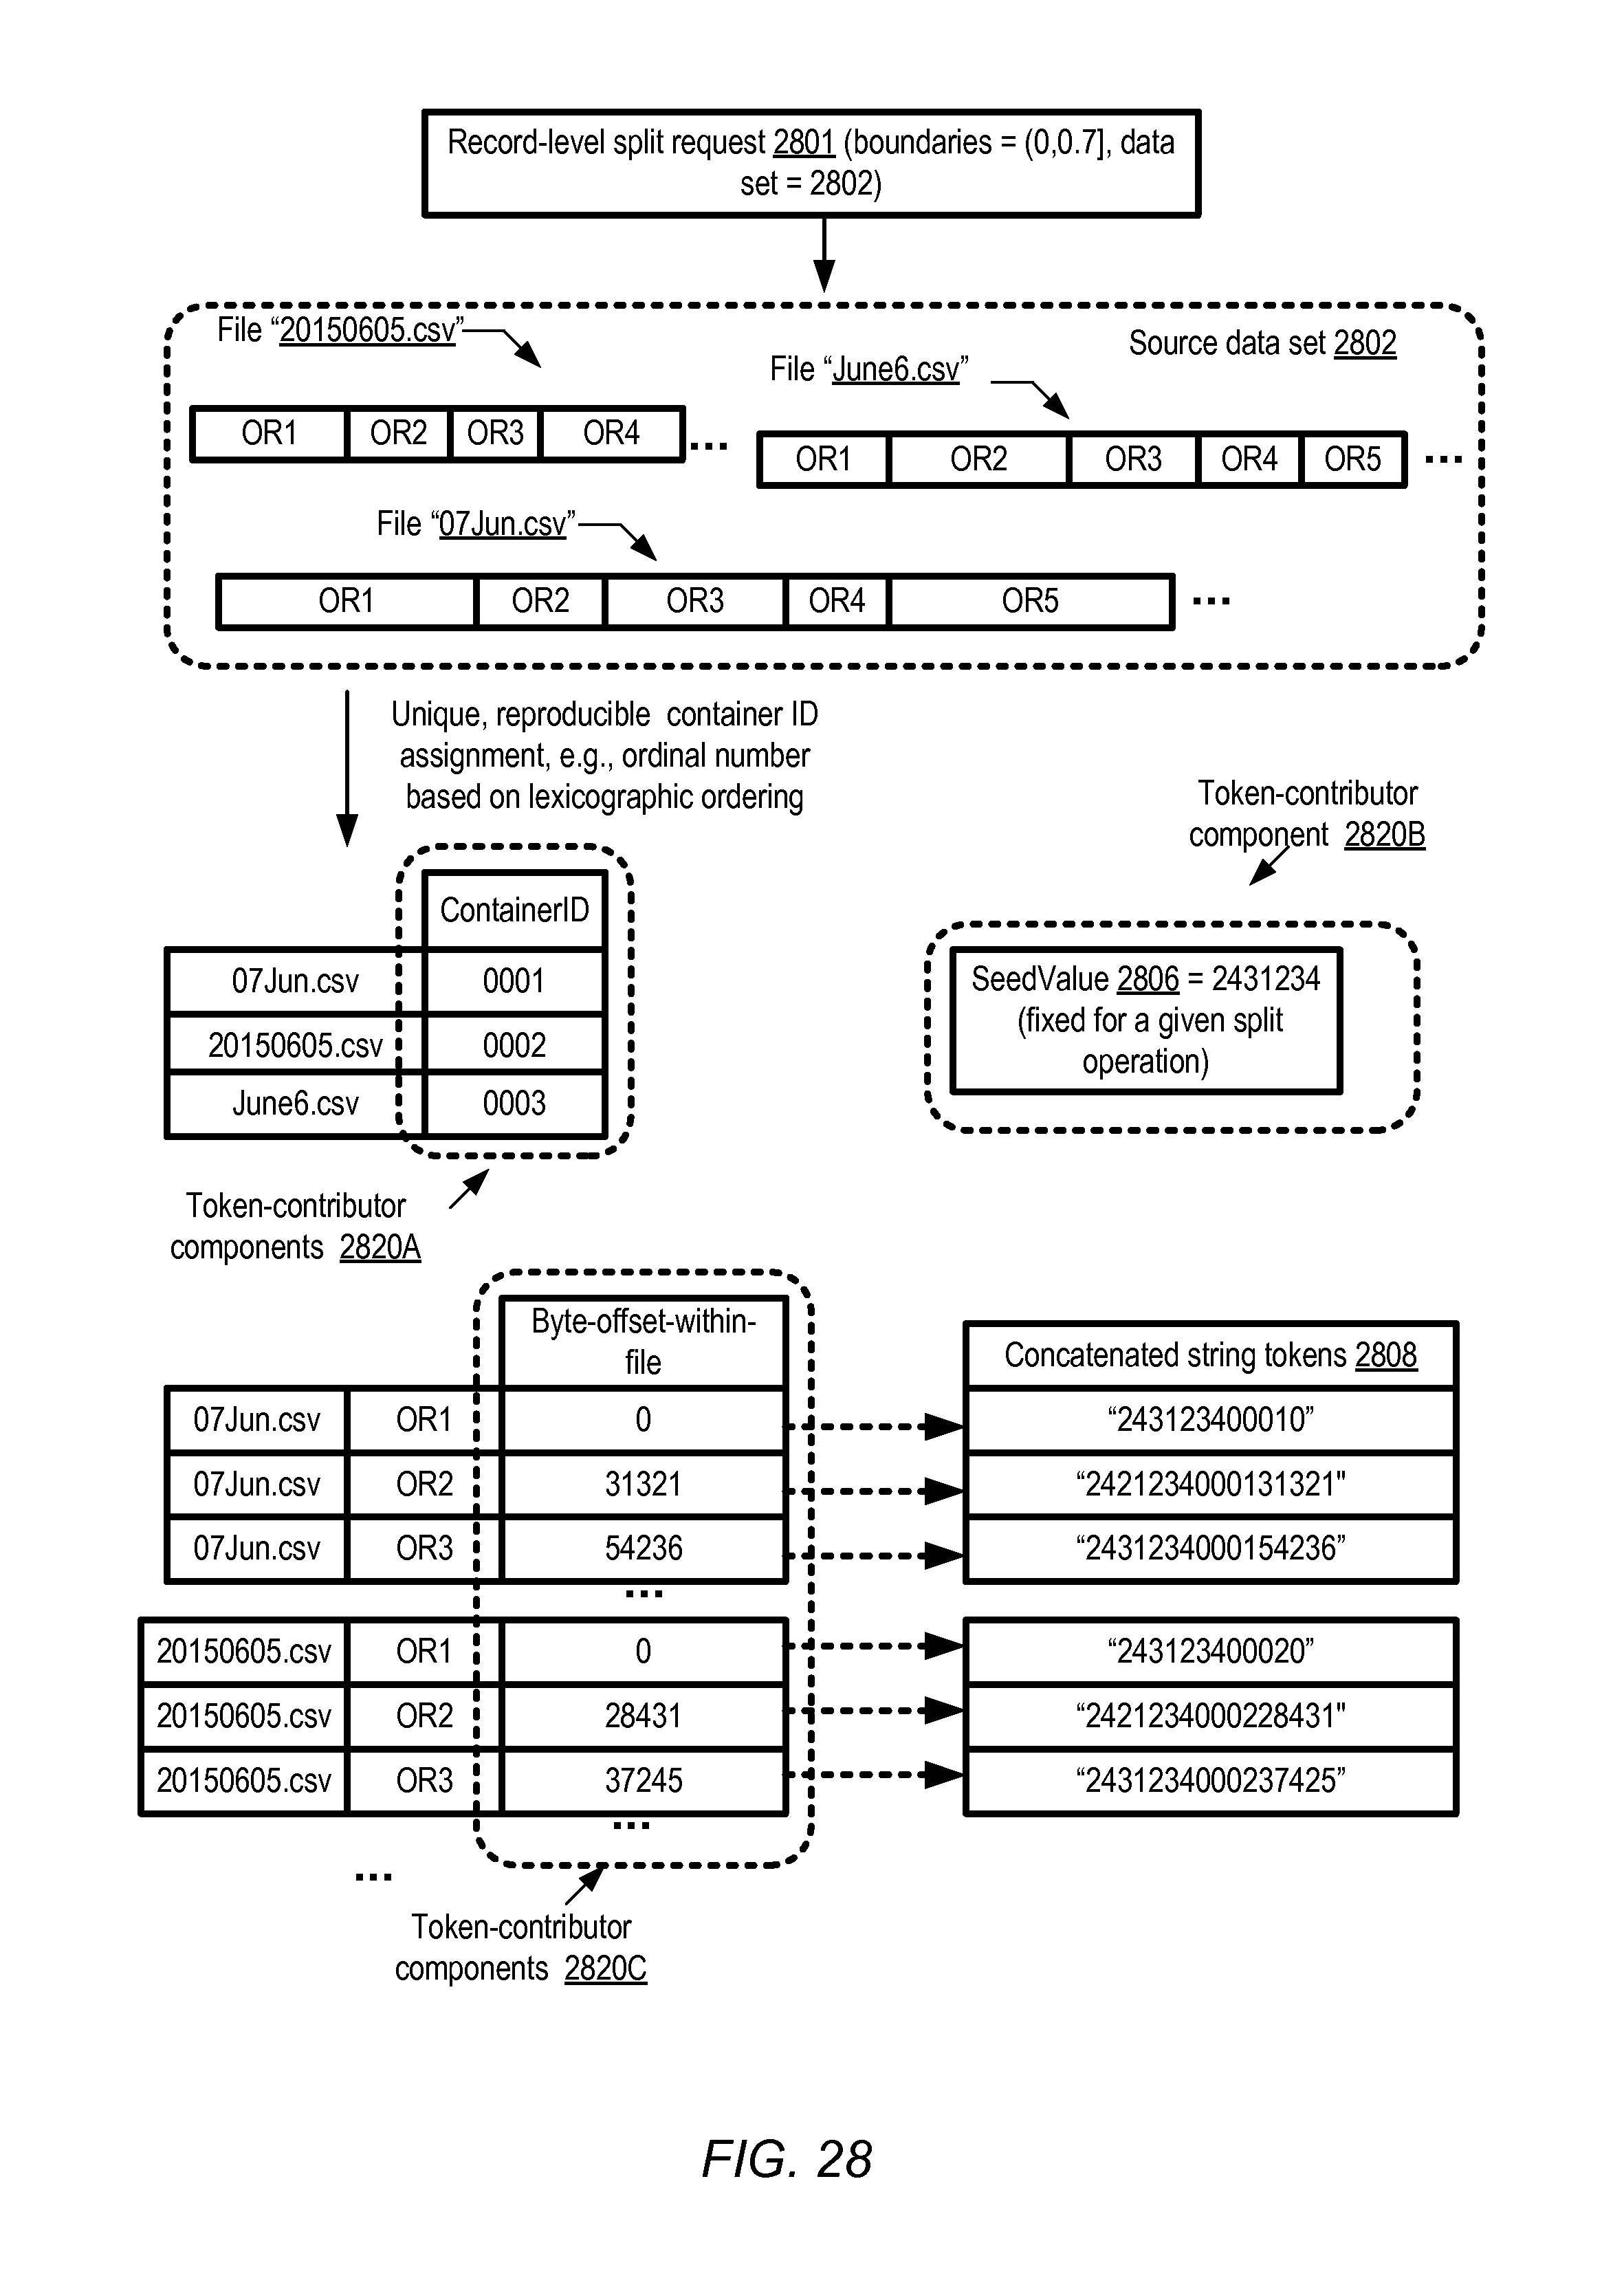 Record-level split request 2801 (boundaries = (0,0.7], data
set = 2802)
File “20150605.csv”
Source data set 2802
File “June6.csv”
OR1 OR2 OR3 OR4 ...
OR1 OR2 OR3 OR4 OR5 ...
File “07Jun.csv”
OR1 OR2 OR3 OR4 OR5 ...
Unique, reproducible container ID
assignment, e.g., ordinal number
based on lexicographic ordering
Token-contributor
component 2820B
ContainerID
07Jun.csv 0001
20150605.csv 0002
June6.csv 0003
SeedValue 2806 = 2431234
(fixed for a given split
operation)
Token-contributor
components 2820A
Byte-offset-within-
file
Concatenated string tokens 2808
07Jun.csv OR1 0 “243123400010”
07Jun.csv OR2 31321 “2421234000131321"
07Jun.csv OR3 54236 “2431234000154236”
...
20150605.csv OR1 0 “243123400020”
20150605.csv OR2 28431 “2421234000228431"
20150605.csv OR3 37245 “2431234000237425”
...
...
Token-contributor
components 2820C
FIG. 28